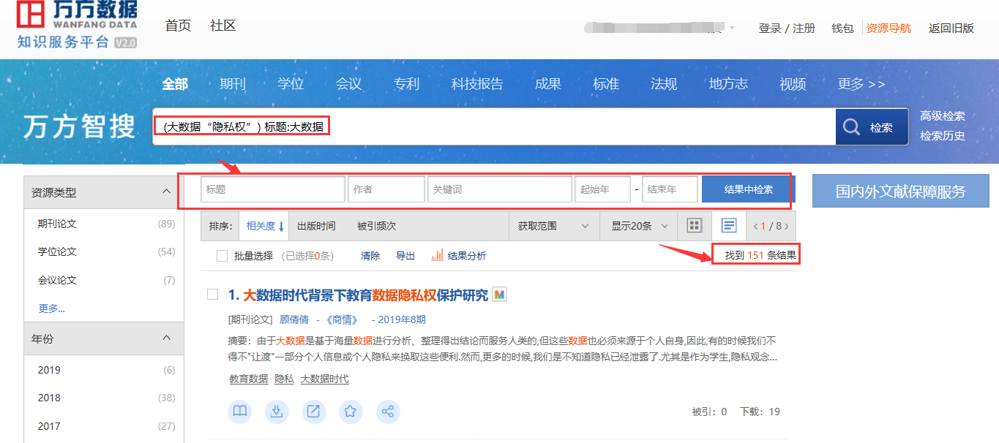 万方数据
WANFANG DATA
知识服务平台 V2.0
首页 社区
登录 / 注册 钱包 资源导航 返回旧版
全部 期刊 学位 会议 专利 科技报告 成果 标准 法规 地方志 视频 更多 >>
万方智搜
(大数据“隐私权”) 标题:大数据
检索
高级检索
检索历史
资源类型
期刊论文 (89)
学位论文 (54)
会议论文 (7)
更多...
年份
2019 (6)
2018 (38)
2017 (27)
标题 作者 关键词 起始年 - 结束年 结果中检索
排序: 相关度 出版时间 被引频次 获取范围 显示20条 < 1 / 8 >
批量选择 (已选择0条) 清除 导出 结果分析 找到 151 条结果
1. 大数据时代背景下教育数据隐私权保护研究 M
[期刊论文] 顾倩倩 - 《商情》 - 2019年8期
摘要：由于大数据是基于海量数据进行分析、整理得出结论而服务人类的,但这些数据也必须来源于个人自身,因此,有的时候我们不
得不"让渡"一部分个人信息或个人隐私来换取这些便利.然而,更多的时候,我们是不知道隐私已经泄露了.尤其是作为学生,隐私观念...
教育数据 隐私 大数据时代
被引：0 下载：19
国内外文献保障服务